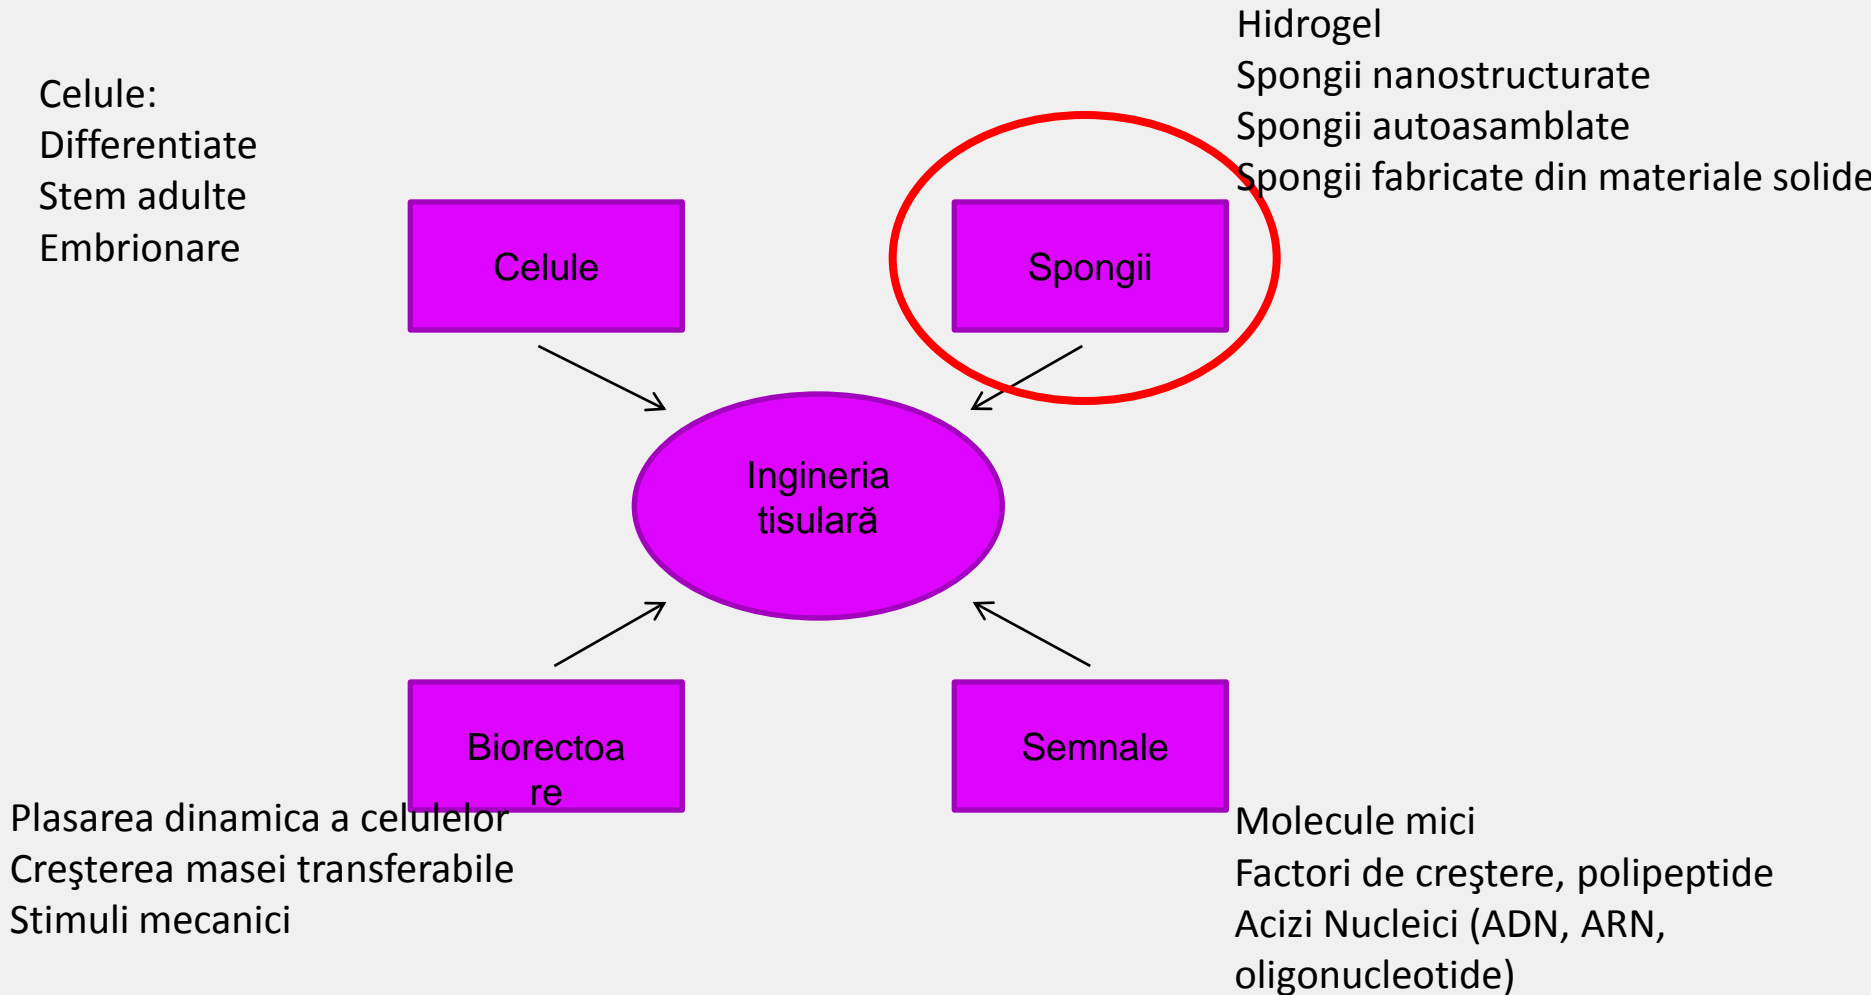 Celule:
Differentiate
Stem adulte
Embrionare
Hidrogel
Spongii nanostructurate
Spongii autoasamblate
Spongii fabricate din materiale solide
Celule
Spongii
Ingineria
tisulară
Biorectoa
re
Semnale
Plasarea dinamica a celulelor
Creşterea masei transferabile
Stimuli mecanici
Molecule mici
Factori de creştere, polipeptide
Acizi Nucleici (ADN, ARN,
oligonucleotide)